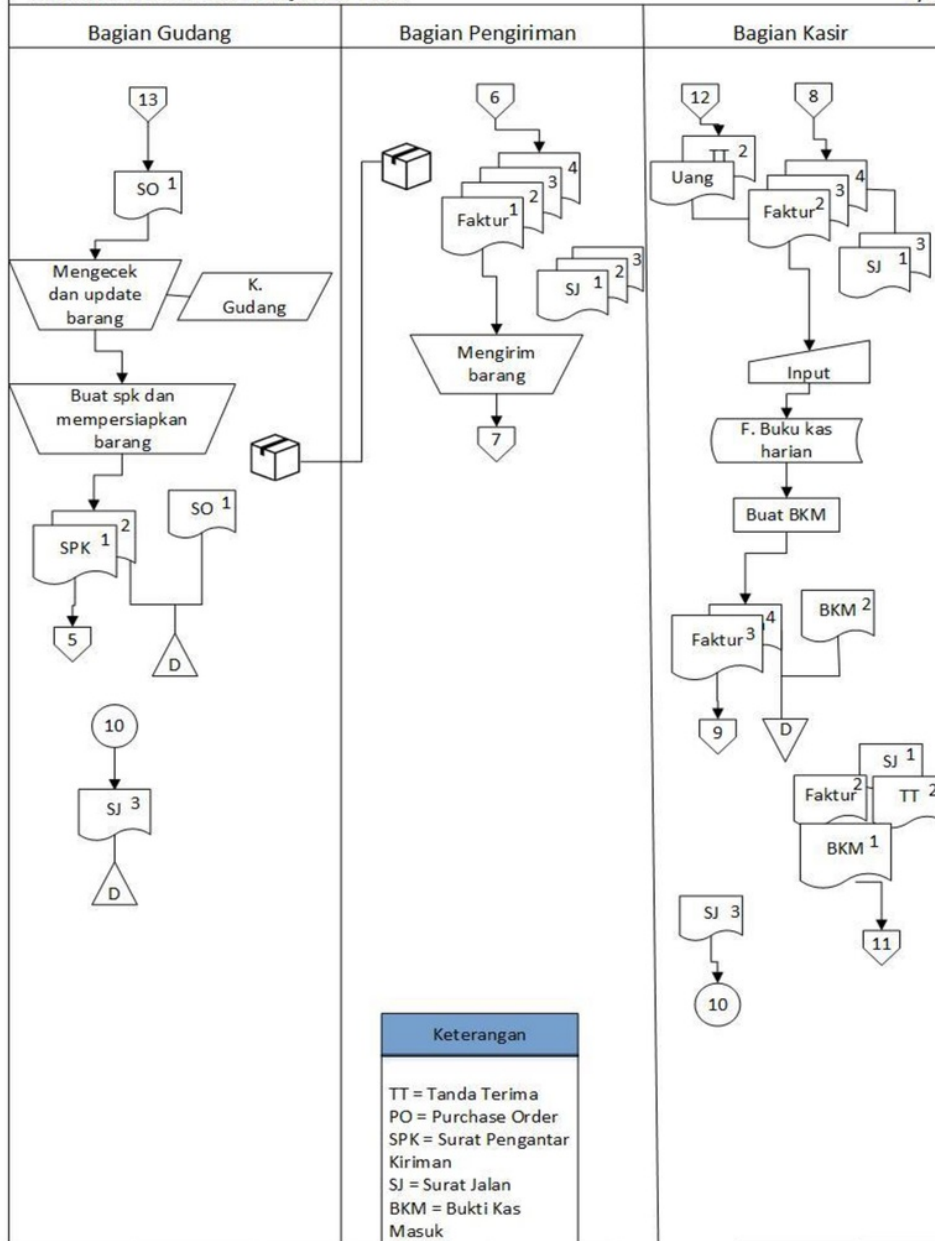 Bagian Gudang
Bagian Pengiriman
Bagian Kasir
13
SO 1
Mengecek
dan update
barang
K.
Gudang
Buat spk dan
mempersiapkan
barang
SO 1
2
SPK 1
5
D
10
SJ 3
D
6
4
3
2
Faktur 1
3
2
SJ 1
Mengirim
barang
7
12
8
TT 2
Uang
4
3
Faktur 2
3
SJ 1
Input
F. Buku kas
harian
Buat BKM
4
Faktur 3
BKM 2
9
D
SJ 1
Faktur 2
TT 2
BKM 1
11
SJ 3
10
Keterangan
TT = Tanda Terima
PO = Purchase Order
SPK = Surat Pengantar
Kiriman
SJ = Surat Jalan
BKM = Bukti Kas
Masuk